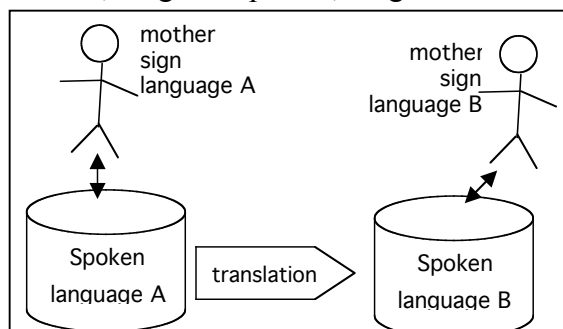 mother
sign
language A
mother
sign
language B
Spoken
language A
translation
Spoken
language B